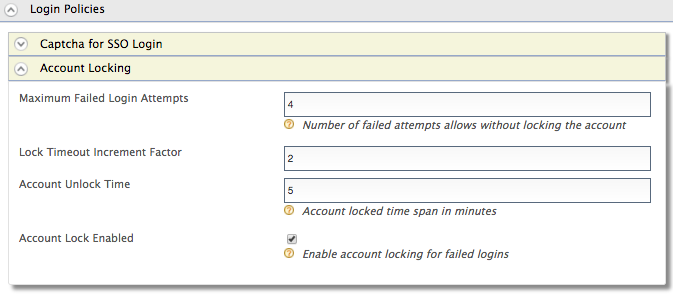 Login Policies
Captcha for SSO Login
Account Locking
Maximum Failed Login Attempts
4
Number of failed attempts allows without locking the account
Lock Timeout Increment Factor
2
Account Unlock Time
5
Account locked time span in minutes
Account Lock Enabled
Enable account locking for failed logins